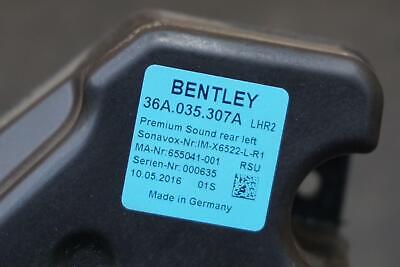 BENTLEY
36A.035.307A LHR2
Premium Sound rear left
Sonavox-Nr:IM-X6522-L-R1
MA-Nr:655041-001 RSU
Serien-Nr: 000635
10.05.2016 01S
Made in Germany